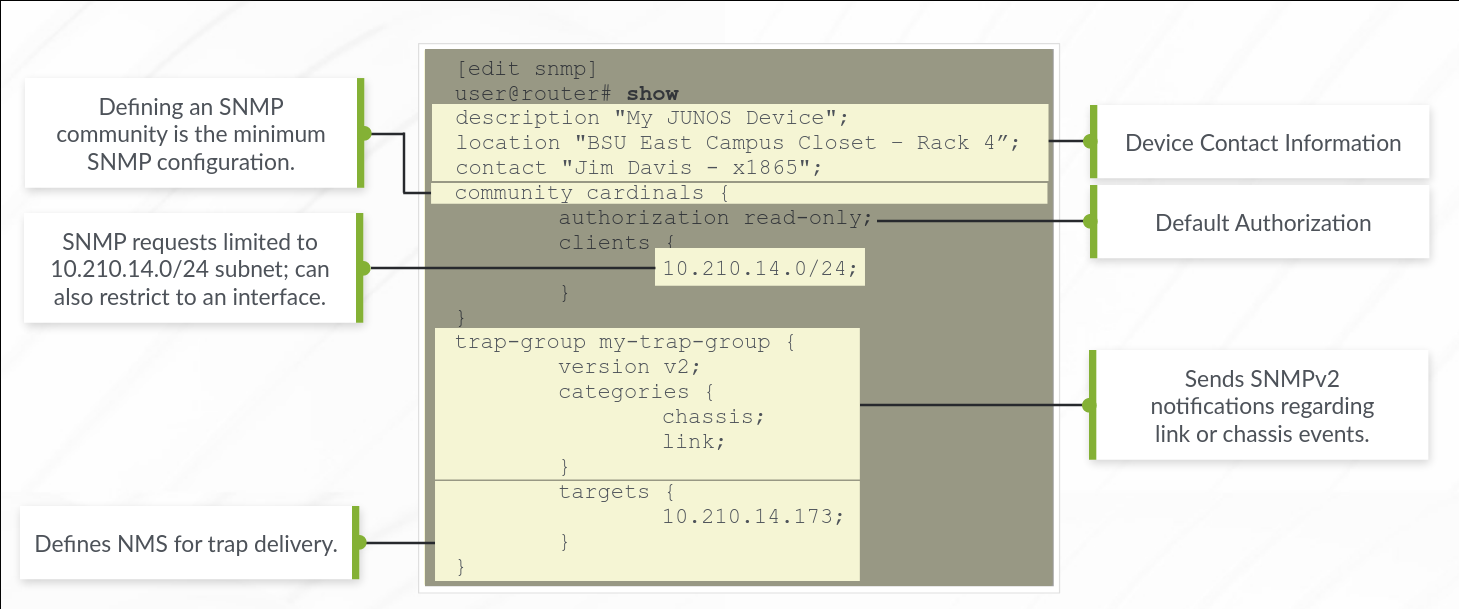 Defining an SNMP
community is the minimum
SNMP configuration.
SNMP requests limited to
10.210.14.0/24 subnet; can
also restrict to an interface.
Defines NMS for trap delivery.
[edit snmp]
user@router# show
description "My JUNOS Device";
location "BSU East Campus Closet – Rack 4”;
contact "Jim Davis - x1865";
community cardinals {
authorization read-only;
clients {
10.210.14.0/24;
}
}
trap-group my-trap-group {
version v2;
categories {
chassis;
link;
}
targets {
10.210.14.173;
}
}
Device Contact Information
Default Authorization
Sends SNMPv2
notifications regarding
link or chassis events.